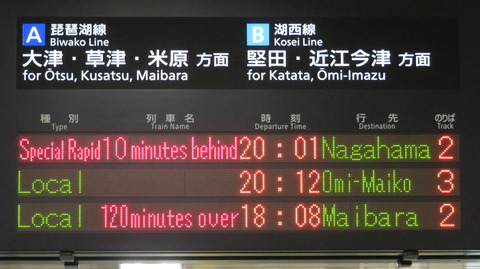 A 琵琶湖線 B 湖西線
Biwako Line Kosei Line
大津・草津・米原 方面 堅田・近江今津 方面
for Ōtsu, Kusatsu, Maibara for Katata, Ōmi-Imazu
種別 列車名 時刻 行先 のりば
Type Train Name Departure Time Destination Track
Special Rapid 10 minutes behind 20:01 Nagahama 2
Local 20:12 Omi-Maiko 3
Local 120minutes over 18:08 Maibara 2